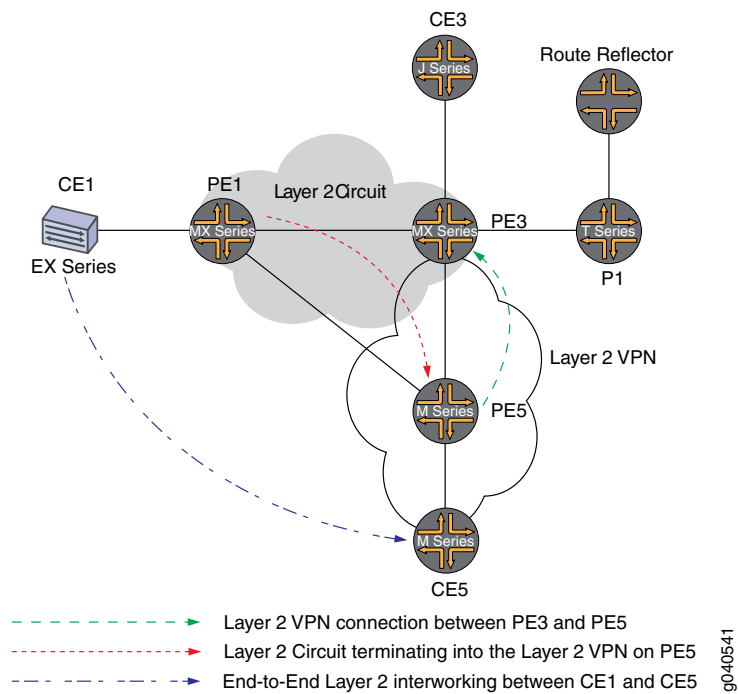 CE3
J Series
Route Reflector
CE1
PE1
Layer 2Circuit
MX Series
MX Series
PE3
T Series
EX Series
P1
Layer 2 VPN
M Series
PE5
M Series
CE5
Layer 2 VPN connection between PE3 and PE5
Layer 2 Circuit terminating into the Layer 2 VPN on PE5
End-to-End Layer 2 interworking between CE1 and CE5
g040541